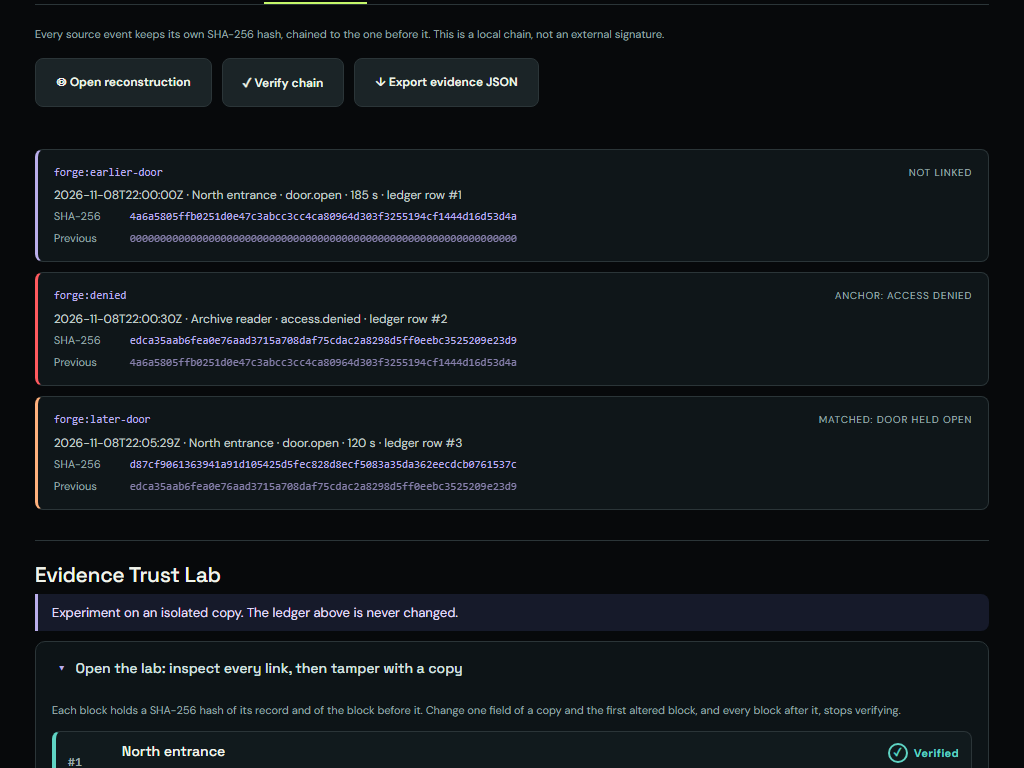 Every source event keeps its own SHA-256 hash, chained to the one before it. This is a local chain, not an external signature.
Open reconstruction
✓ Verify chain
↓ Export evidence JSON
forge:earlier-door
NOT LINKED
2026-11-08T22:00:00Z · North entrance · door.open · 185 s · ledger row #1
SHA-256 4a6a5805ffb0251d0e47c3abcc3cc4ca80964d303f3255194cf1444d16d53d4a
Previous 0000000000000000000000000000000000000000000000000000000000000000
forge:denied
ANCHOR: ACCESS DENIED
2026-11-08T22:00:30Z · Archive reader · access.denied · ledger row #2
SHA-256 edca35aab6fea0e76aad3715a708daf75cdac2a8298d5ff0eebc3525209e23d9
Previous 4a6a5805ffb0251d0e47c3abcc3cc4ca80964d303f3255194cf1444d16d53d4a
forge:later-door
MATCHED: DOOR HELD OPEN
2026-11-08T22:05:29Z · North entrance · door.open · 120 s · ledger row #3
SHA-256 d87cf9061363941a91d105425d5fec828d8ecf5083a35da362eecdcb0761537c
Previous edca35aab6fea0e76aad3715a708daf75cdac2a8298d5ff0eebc3525209e23d9
Evidence Trust Lab
Experiment on an isolated copy. The ledger above is never changed.
▾ Open the lab: inspect every link, then tamper with a copy
Each block holds a SHA-256 hash of its record and of the block before it. Change one field of a copy and the first altered block, and every block after it, stops verifying.
#1
North entrance
✓ Verified